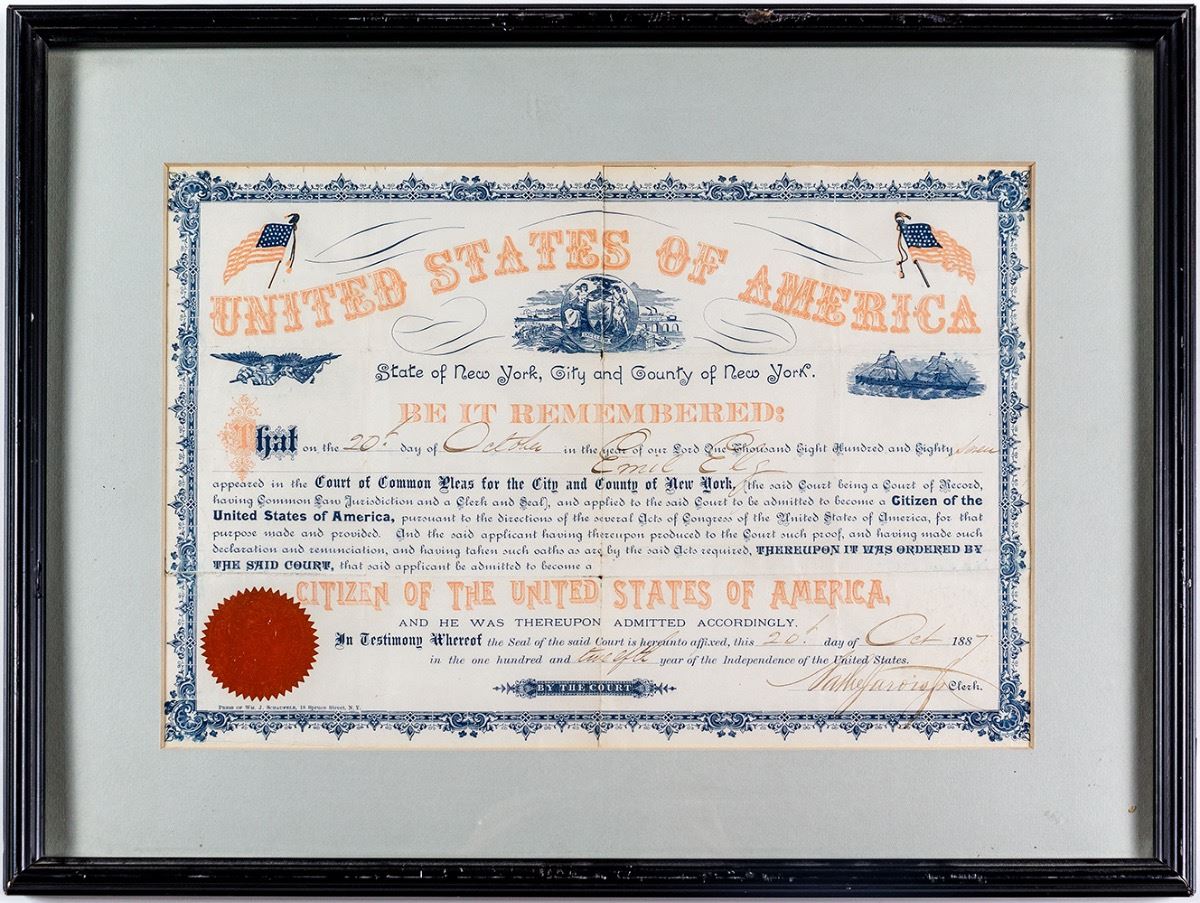 UNITED STATES OF AMERICA
State of New York, City and County of New York.
BE IT REMEMBERED:
That on the 20th day of October in the year of our Lord One Thousand Eight Hundred and Eighty seven
Emil Elz
appeared in the Court of Common Pleas for the City and County of New York, (the said Court being a Court of Record,
having Common Law Jurisdiction and a Clerk and Seal), and applied to the said Court to be admitted to become a Citizen of the
United States of America, pursuant to the directions of the several Acts of Congress of the United States of America, for that
purpose made and provided. And the said applicant having thereupon produced to the Court such proof, and having made such
declaration and renunciation, and having taken such oaths as are by the said Acts required, THEREUPON IT WAS ORDERED BY
THE SAID COURT, that said applicant be admitted to become a
CITIZEN OF THE UNITED STATES OF AMERICA,
AND HE WAS THEREUPON ADMITTED ACCORDINGLY.
In Testimony Whereof the Seal of the said Court is hereunto affixed, this 20th day of Oct 1887
in the one hundred and twelfth year of the Independence of the United States.
BY THE COURT
Clerk.
PRESS OF WM. J. SCHAUFELE, 18 Spruce Street, N. Y.